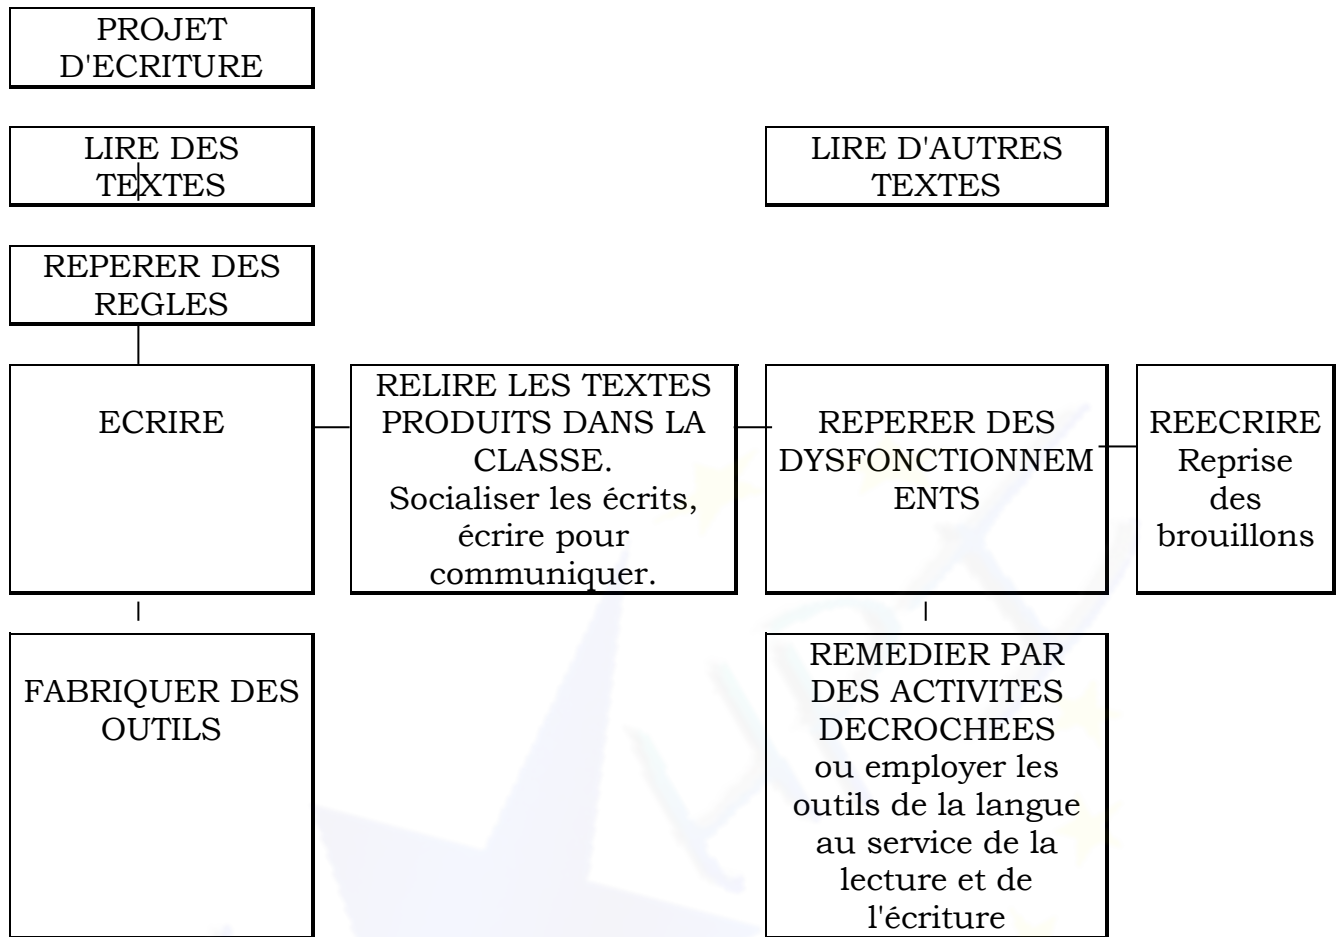 PROJET
D'ECRITURE
LIRE DES
TEXTES
LIRE D'AUTRES
TEXTES
REPERER DES
REGLES
ECRIRE
RELIRE LES TEXTES
PRODUITS DANS LA
CLASSE.
Socialiser les écrits,
écrire pour
communiquer.
REPERER DES
DYSFONCTIONNEM
ENTS
REECRIRE
Reprise
des
brouillons
FABRIQUER DES
OUTILS
REMEDIER PAR
DES ACTIVITES
DECROCHEES
ou employer les
outils de la langue
au service de la
lecture et de
l'écriture